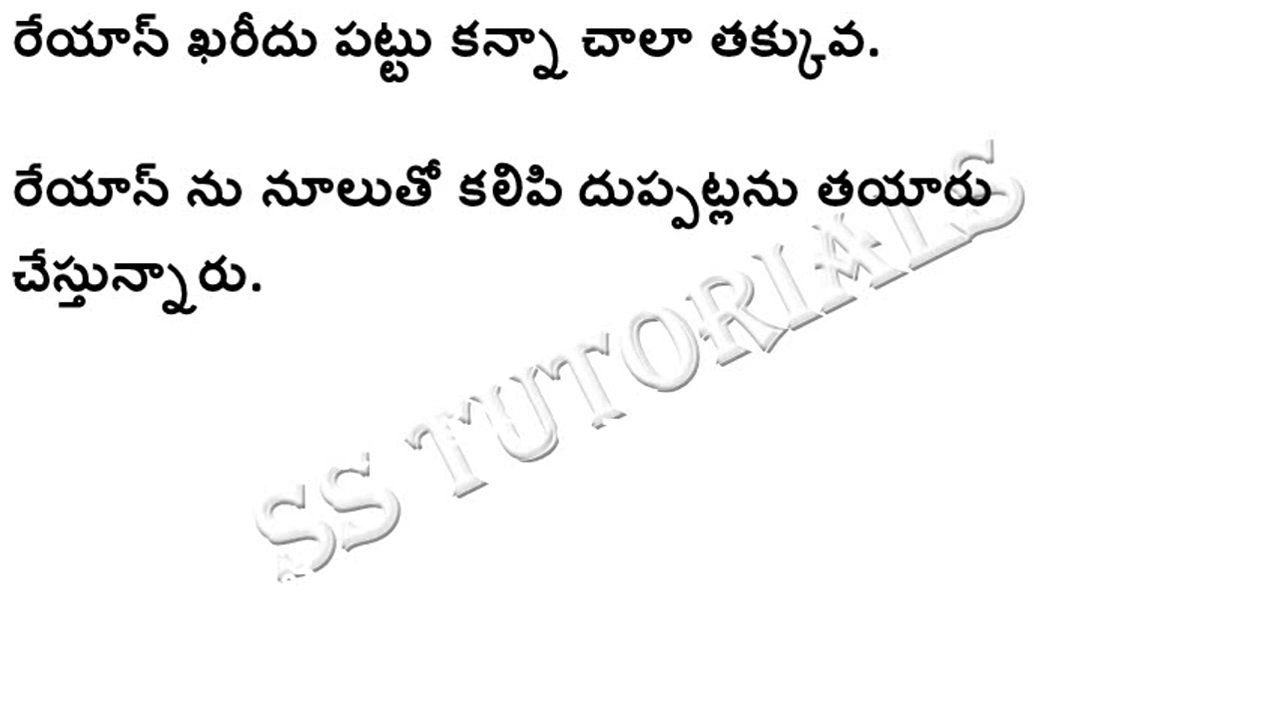 రేయాన్ ఖరీదు పట్టు కన్నా చాలా తక్కువ.
రేయాన్ ను నూలుతో కలిపి దుప్పట్లను తయారు
చేస్తున్నారు.
SS TUTORIALS